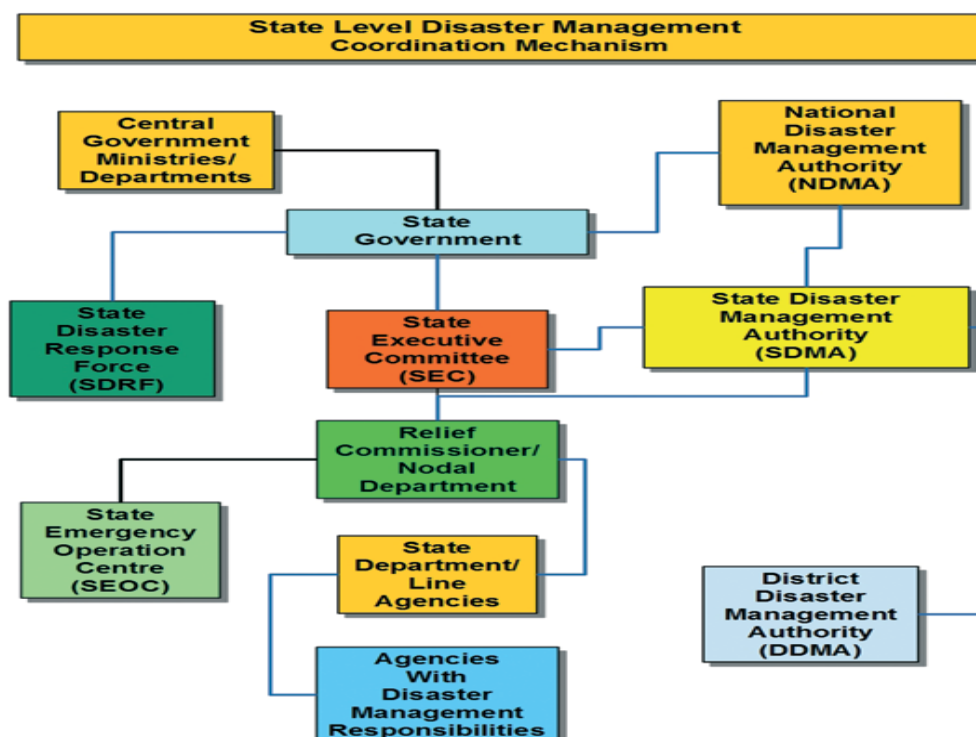 State Level Disaster Management
Coordination Mechanism
Central
Government
Ministries/
Departments
National
Disaster
Management
Authority
(NDMA)
State
Government
State
Disaster
Response
Force
(SDRF)
State
Executive
Committee
(SEC)
State Disaster
Management
Authority
(SDMA)
Relief
Commissioner/
Nodal
Department
State
Emergency
Operation
Centre
(SEOC)
State
Department/
Line
Agencies
District
Disaster
Management
Authority
(DDMA)
Agencies
With
Disaster
Management
Responsibilities